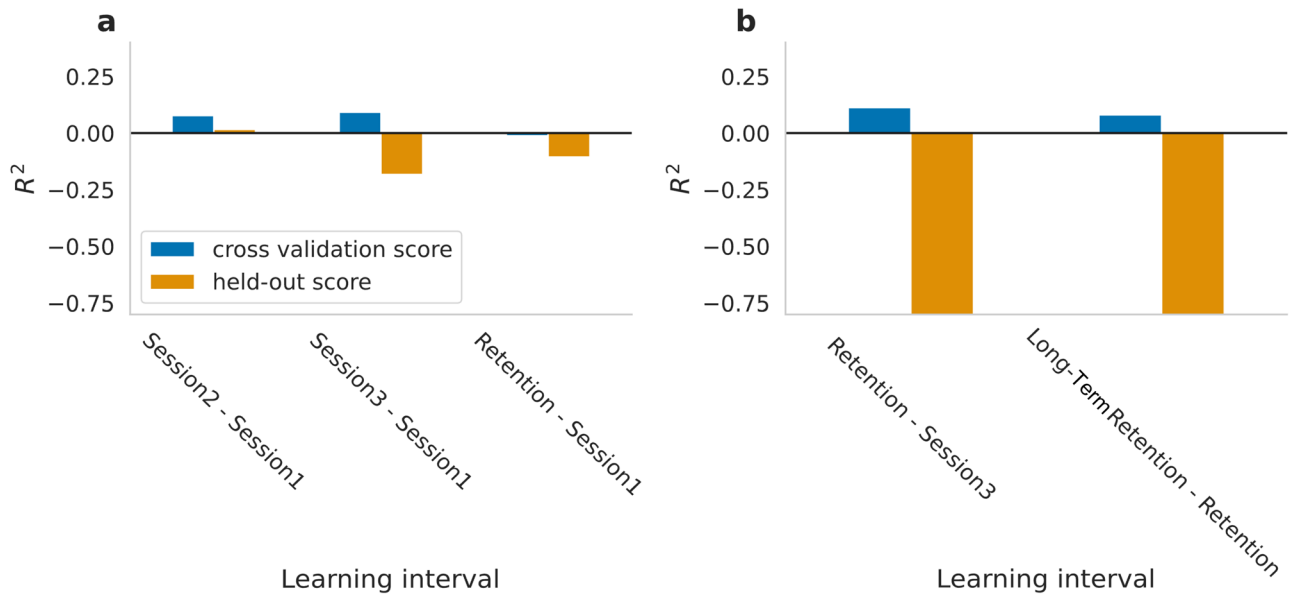 a
0.25
0.00
−0.25
−0.50
−0.75
R²
cross validation score
held-out score
Session2 - Session1
Session3 - Session1
Retention - Session1
Learning interval
b
0.25
0.00
−0.25
−0.50
−0.75
R²
Retention - Session3
Long-TermRetention - Retention
Learning interval